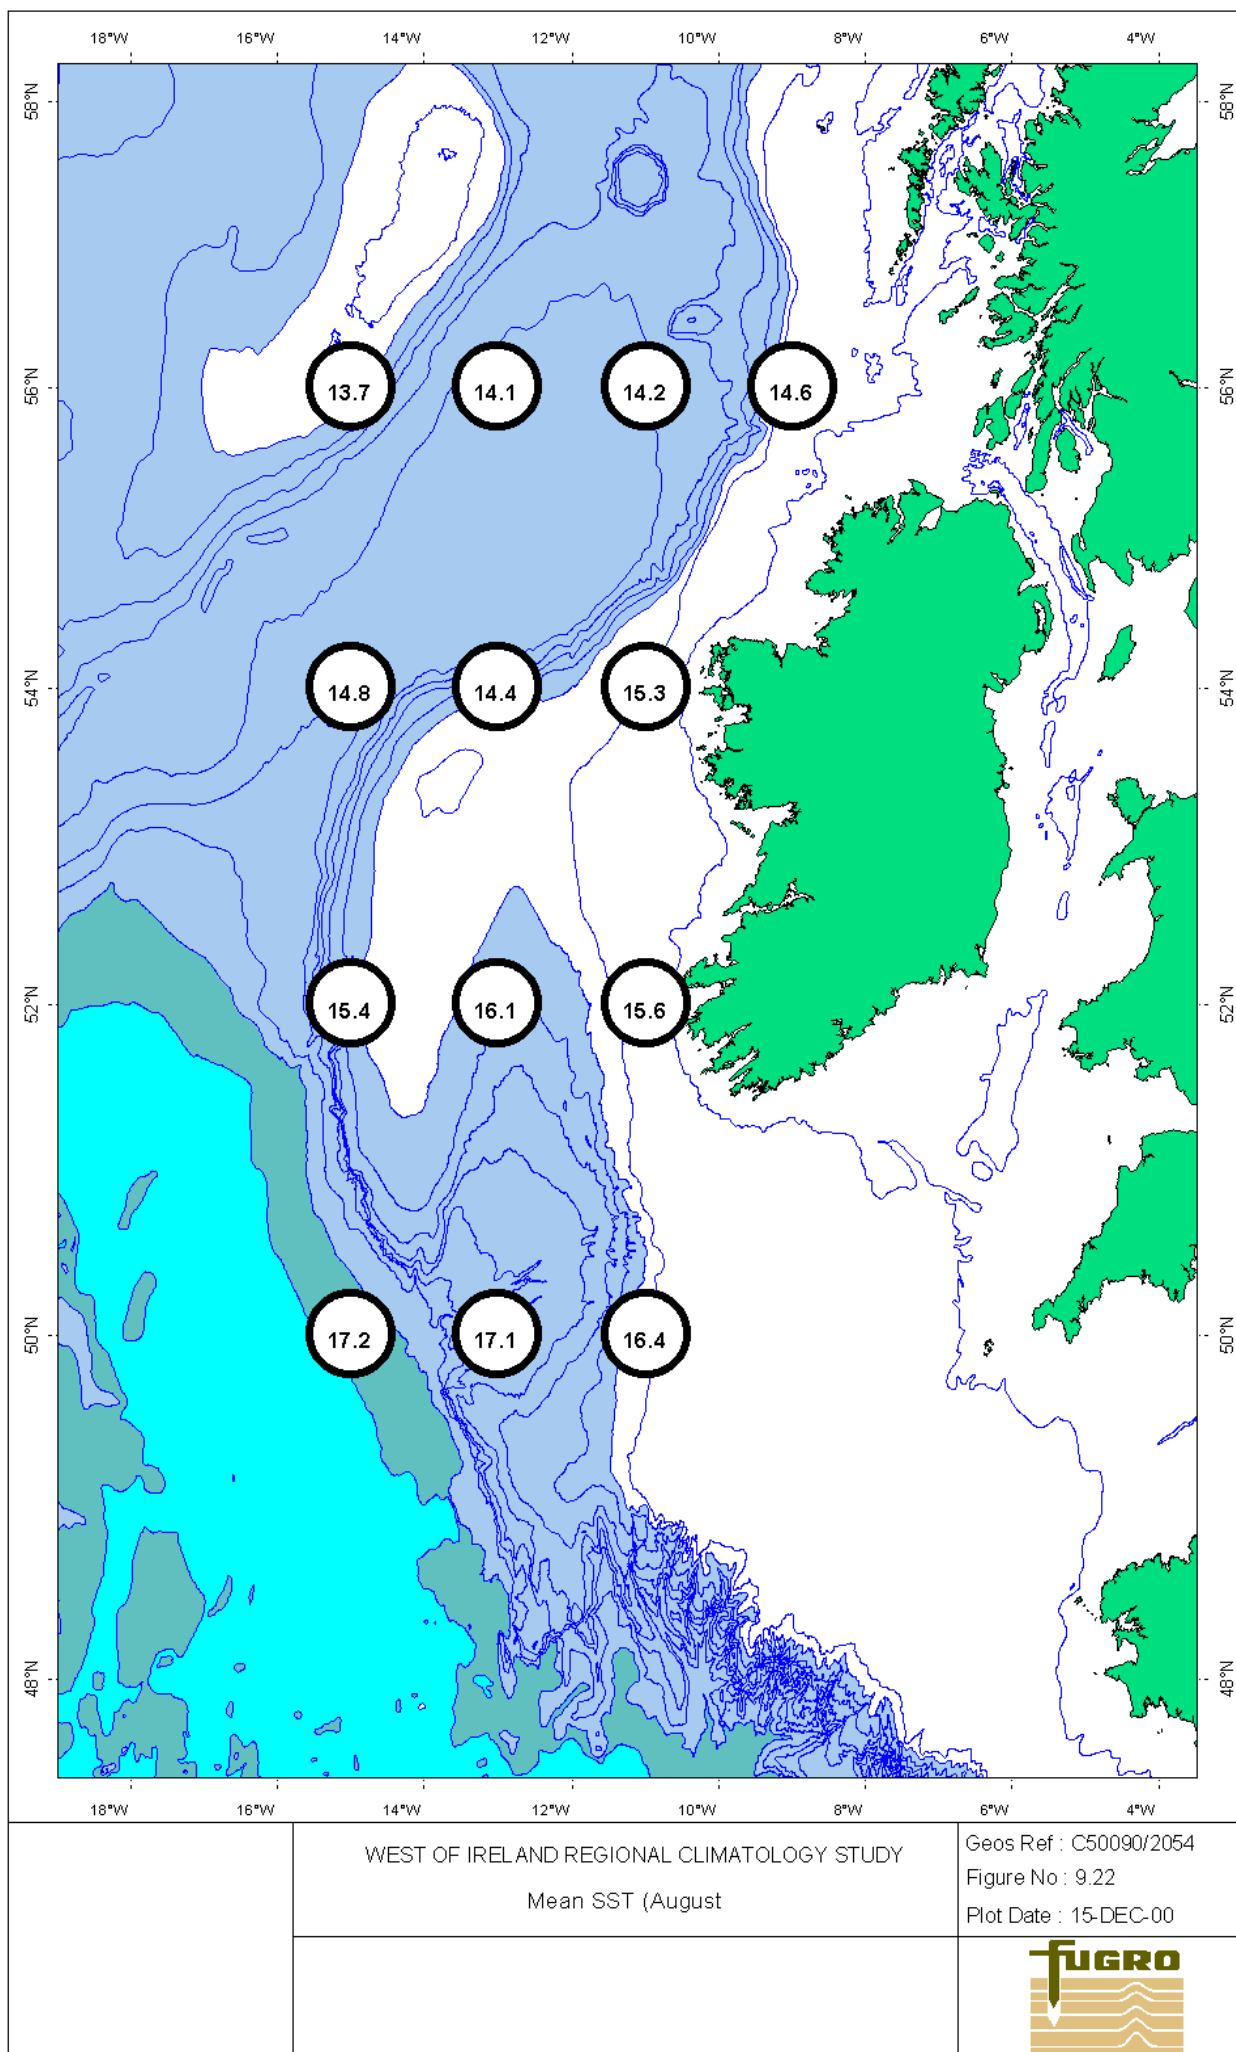 18°W 16°W 14°W 12°W 10°W 8°W 6°W 4°W
58°N 58°N
13.7 14.1 14.2 14.6
56°N 56°N
14.8 14.4 15.3
54°N 54°N
15.4 16.1 15.6
52°N 52°N
17.2 17.1 16.4
50°N 50°N
48°N 48°N
18°W 16°W 14°W 12°W 10°W 8°W 6°W 4°W
WEST OF IRELAND REGIONAL CLIMATOLOGY STUDY
Mean SST (August
Geos Ref : C50090/2054
Figure No : 9.22
Plot Date : 15-DEC-00
FUGRO